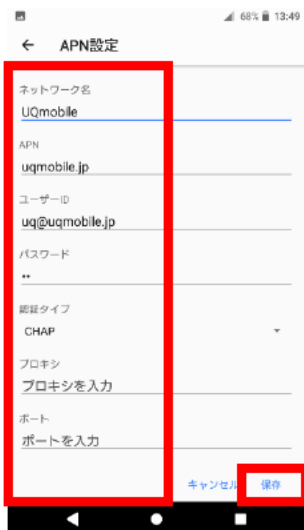 68% 13:49
← APN設定
ネットワーク名
UQmobile
APN
uqmobile.jp
ユーザーID
uq@uqmobile.jp
パスワード
••
認証タイプ
CHAP
プロキシ
プロキシを入力
ポート
ポートを入力
キャンセル 保存